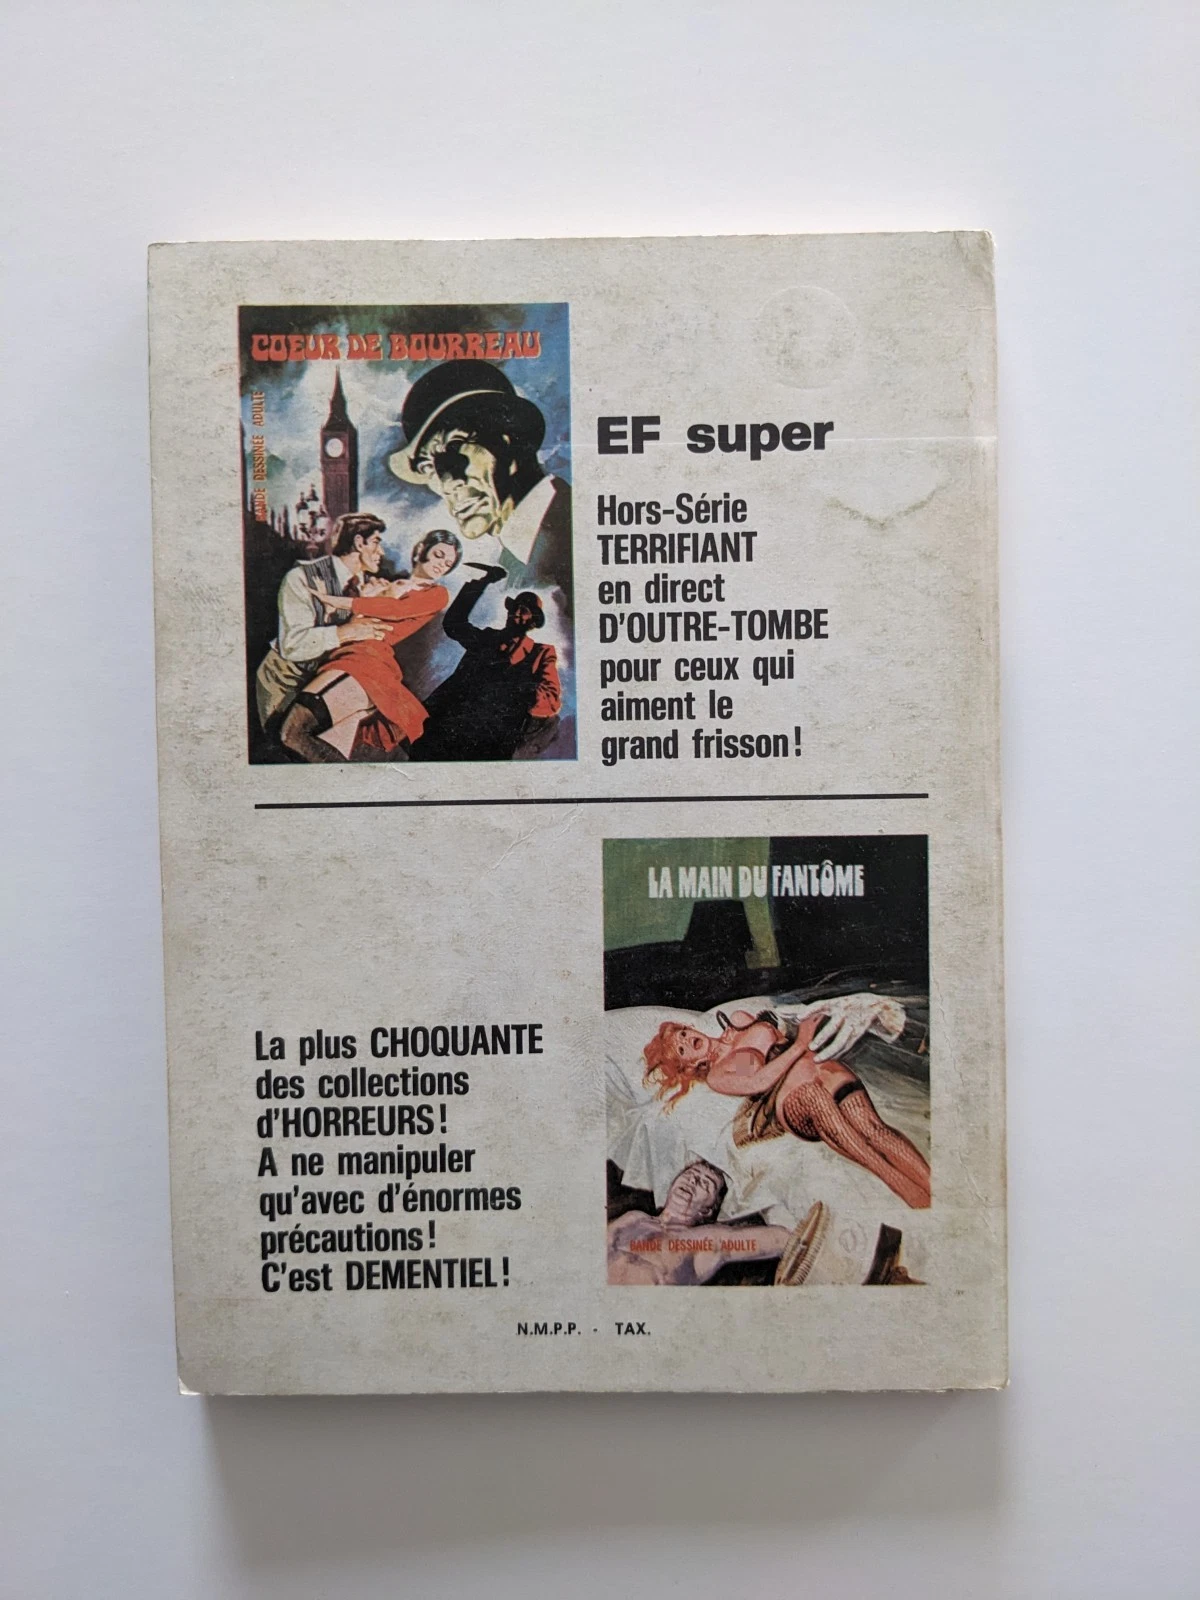 COEUR DE BOURREAU
BANDE DESSINÉE ADULTE
EF super
Hors-Série
TERRIFIANT
en direct
D'OUTRE-TOMBE
pour ceux qui
aiment le
grand frisson!
LA MAIN DU FANTÔME
BANDE DESSINÉE ADULTE
La plus CHOQUANTE
des collections
d'HORREURS!
A ne manipuler
qu'avec d'énormes
précautions!
C'est DEMENTIEL!
N.M.P.P. - TAX.